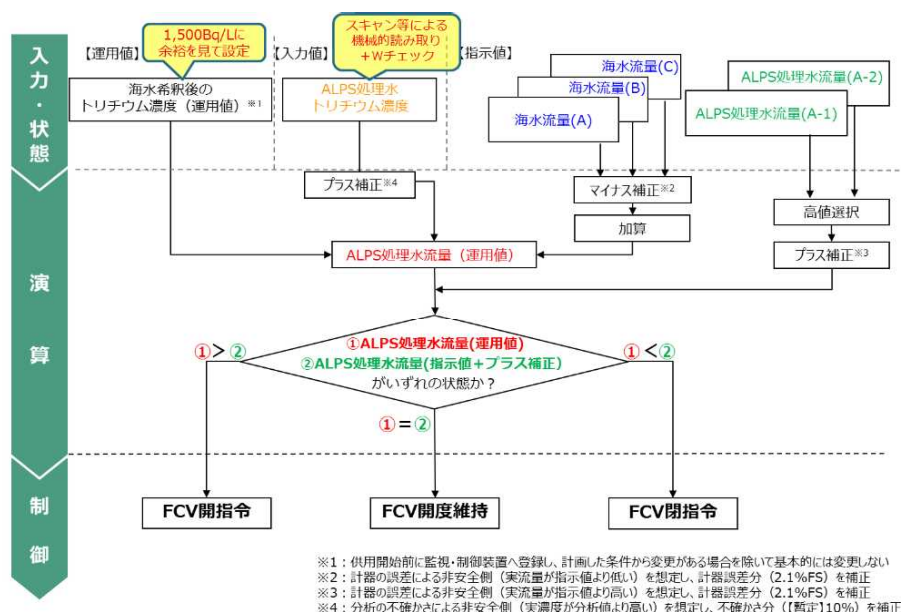 入力・状態
【運用値】
1,500Bq/Lに
余裕を見て設定
【入力値】
スキャン等による
機械的読み取り
+Wチェック
【指示値】
海水希釈後の
トリチウム濃度（運用値）※1
ALPS処理水
トリチウム濃度
海水流量(C)
海水流量(B)
海水流量(A)
ALPS処理水流量(A-2)
ALPS処理水流量(A-1)
演算
プラス補正※4
マイナス補正※2
加算
高値選択
プラス補正※3
ALPS処理水流量（運用値）
①ALPS処理水流量(運用値)
②ALPS処理水流量(指示値+プラス補正)
がいずれの状態か？
①>②
①<②
①=②
制御
FCV開指令
FCV開度維持
FCV閉指令
※1：供用開始前に監視・制御装置へ登録し、計画した条件から変更がある場合を除いて基本的には変更しない
※2：計器の誤差による非安全側（実流量が指示値より低い）を想定し、計器誤差分（2.1%FS）を補正
※3：計器の誤差による非安全側（実流量が指示値より高い）を想定し、計器誤差分（2.1%FS）を補正
※4：分析の不確かさによる非安全側（実濃度が分析値より高い）を想定し、不確かさ分（【暫定】10%）を補正